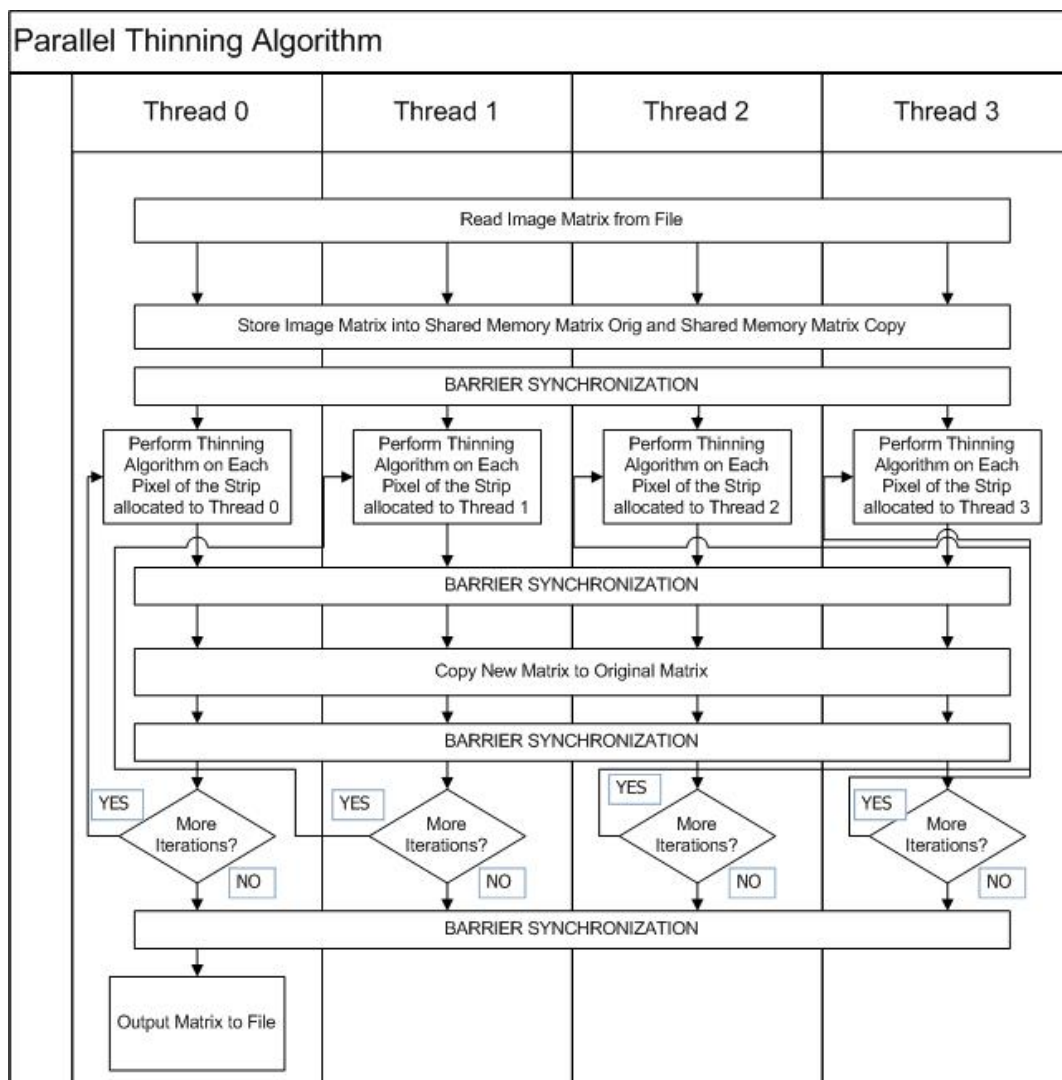 Parallel Thinning Algorithm
Thread 0
Thread 1
Thread 2
Thread 3
Read Image Matrix from File
Store Image Matrix into Shared Memory Matrix Orig and Shared Memory Matrix Copy
BARRIER SYNCHRONIZATION
Perform Thinning
Algorithm on Each
Pixel of the Strip
allocated to Thread 0
Perform Thinning
Algorithm on Each
Pixel of the Strip
allocated to Thread 1
Perform Thinning
Algorithm on Each
Pixel of the Strip
allocated to Thread 2
Perform Thinning
Algorithm on Each
Pixel of the Strip
allocated to Thread 3
BARRIER SYNCHRONIZATION
Copy New Matrix to Original Matrix
BARRIER SYNCHRONIZATION
YES
More
Iterations?
NO
YES
More
Iterations?
NO
YES
More
Iterations?
NO
YES
More
Iterations?
NO
BARRIER SYNCHRONIZATION
Output Matrix to File